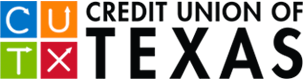 CU
TX
CREDIT UNION OF
TEXAS